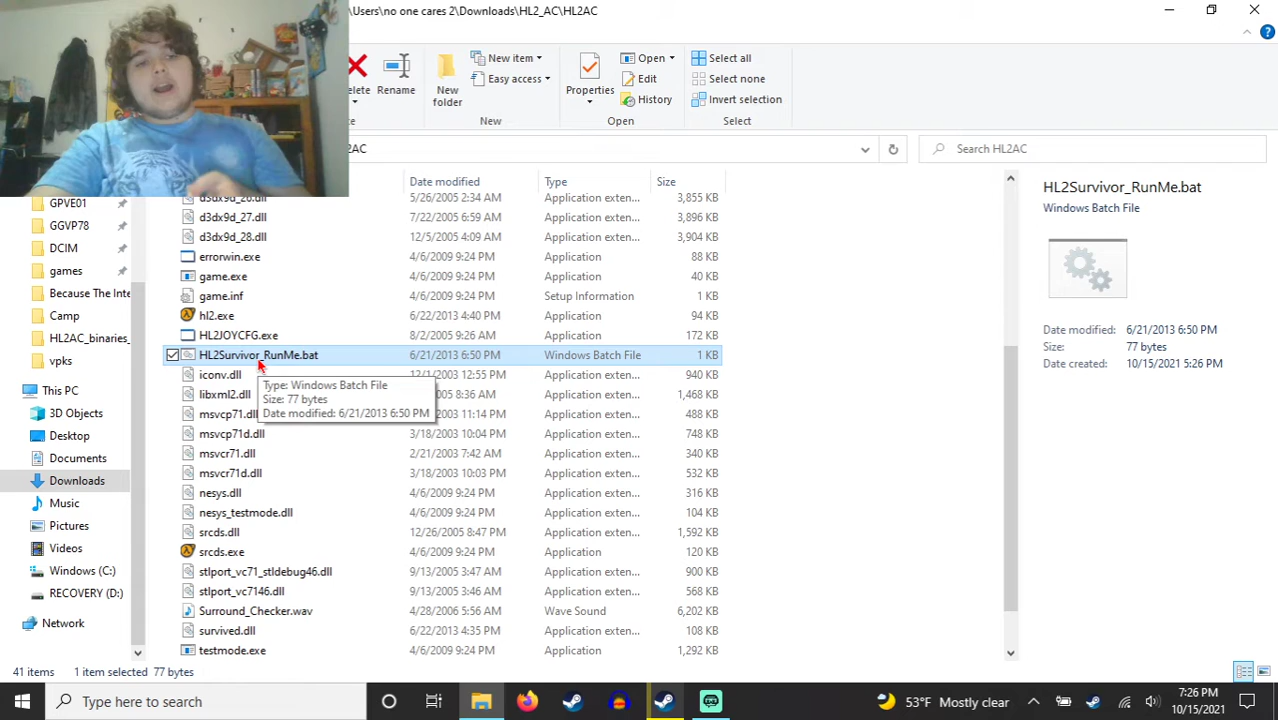 \Users\no one cares 2\Downloads\HL2_AC\HL2AC
New item
Open
Select all
Easy access
Edit
Select none
elete
Rename
New
folder
Properties
History
Invert selection
New
Open
Select
2AC
Search HL2AC
Date modified
Type
Size
HL2Survivor_RunMe.bat
Windows Batch File
d3dx9d_26.dll
5/26/2005 2:34 AM
Application exten...
3,855 KB
GPVE01
d3dx9d_27.dll
7/22/2005 6:59 AM
Application exten...
3,896 KB
GGVP78
d3dx9d_28.dll
12/5/2005 4:09 AM
Application exten...
3,904 KB
DCIM
errorwin.exe
4/6/2009 9:24 PM
Application
88 KB
games
game.exe
4/6/2009 9:24 PM
Application
40 KB
Because The Inte
game.inf
4/6/2009 9:24 PM
Setup Information
1 KB
Camp
hl2.exe
6/22/2013 4:40 PM
Application
94 KB
HL2AC_binaries_
HL2JOYCFG.exe
8/2/2005 9:26 AM
Application
172 KB
Date modified: 6/21/2013 6:50 PM
Size: 77 bytes
Date created: 10/15/2021 5:26 PM
vpks
HL2Survivor_RunMe.bat
6/21/2013 6:50 PM
Windows Batch File
1 KB
iconv.dll
12/1/2003 12:55 PM
Application exten...
940 KB
Type: Windows Batch File
Size: 77 bytes
Date modified: 6/21/2013 6:50 PM
This PC
libxml2.dll
005 8:36 AM
Application exten...
1,468 KB
3D Objects
msvcp71.dll
3 11:14 PM
Application exten...
488 KB
Desktop
msvcp71d.dll
3/18/2003 10:04 PM
Application exten...
748 KB
Documents
msvcr71.dll
2/21/2003 7:42 AM
Application exten...
340 KB
Downloads
msvcr71d.dll
3/18/2003 10:03 PM
Application exten...
532 KB
Music
nesys.dll
4/6/2009 9:24 PM
Application exten...
316 KB
Pictures
nesys_testmode.dll
4/6/2009 9:24 PM
Application exten...
104 KB
Videos
srcds.dll
12/26/2005 8:47 PM
Application exten...
1,592 KB
Windows (C:)
srcds.exe
4/6/2009 9:24 PM
Application
120 KB
RECOVERY (D:)
stlport_vc71_stldebug46.dll
9/13/2005 3:47 AM
Application exten...
900 KB
stlport_vc7146.dll
9/13/2005 3:46 AM
Application exten...
568 KB
Network
Surround_Checker.wav
4/28/2006 5:56 AM
Wave Sound
6,202 KB
survived.dll
6/22/2013 4:35 PM
Application exten...
108 KB
testmode.exe
4/6/2009 9:24 PM
Application
1,292 KB
41 items
1 item selected 77 bytes
Type here to search
53°F Mostly clear
7:26 PM
10/15/2021